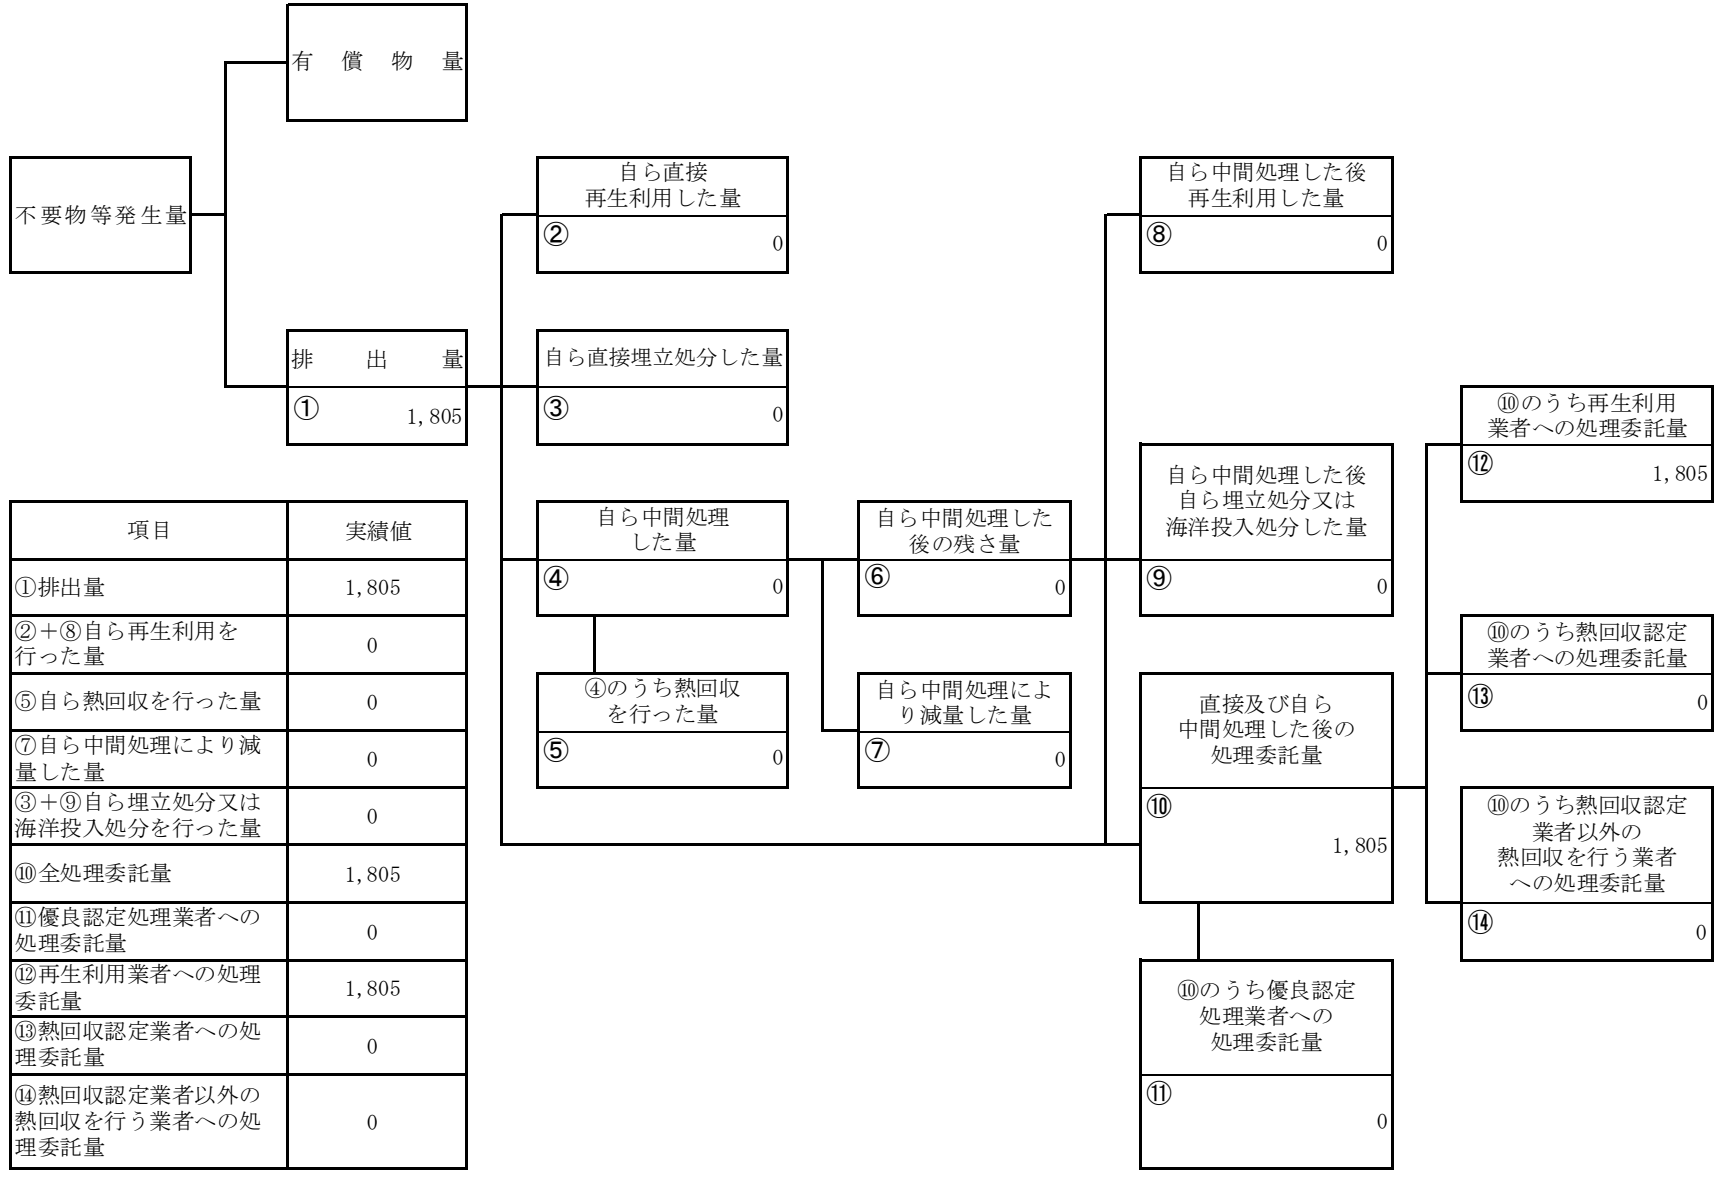 有償物量
不要物等発生量
排出量
①
1,805
自ら直接
再生利用した量
②
0
自ら直接埋立処分した量
③
0
自ら中間処理
した量
④
0
④のうち熱回収
を行った量
⑤
0
自ら中間処理した
後の残さ量
⑥
0
自ら中間処理によ
り減量した量
⑦
0
自ら中間処理した後
再生利用した量
⑧
0
自ら中間処理した後
自ら埋立処分又は
海洋投入処分した量
⑨
0
直接及び自ら
中間処理した後の
処理委託量
⑩
1,805
⑩のうち優良認定
処理業者への
処理委託量
⑪
0
⑩のうち再生利用
業者への処理委託量
⑫
1,805
⑩のうち熱回収認定
業者への処理委託量
⑬
0
⑩のうち熱回収認定
業者以外の
熱回収を行う業者
への処理委託量
⑭
0
項目
実績値
①排出量
1,805
②＋⑧自ら再生利用を
行った量
0
⑤自ら熱回収を行った量
0
⑦自ら中間処理により減
量した量
0
③＋⑨自ら埋立処分又は
海洋投入処分を行った量
0
⑩全処理委託量
1,805
⑪優良認定処理業者への
処理委託量
0
⑫再生利用業者への処理
委託量
1,805
⑬熱回収認定業者への処
理委託量
0
⑭熱回収認定業者以外の
熱回収を行う業者への処
理委託量
0